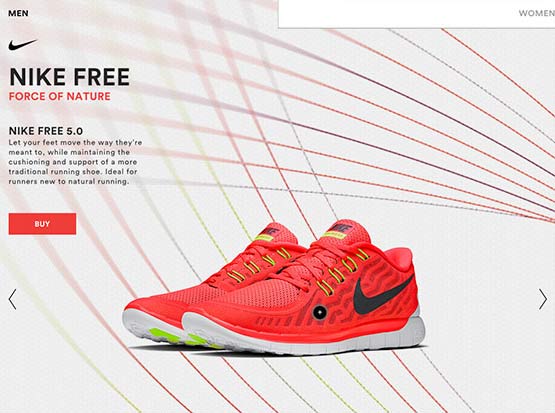 MEN
WOMEN
NIKE FREE
FORCE OF NATURE
NIKE FREE 5.0
Let your feet move the way they're
meant to, while maintaining the
cushioning and support of a more
traditional running shoe. Ideal for
runners new to natural running.
BUY
NIKE